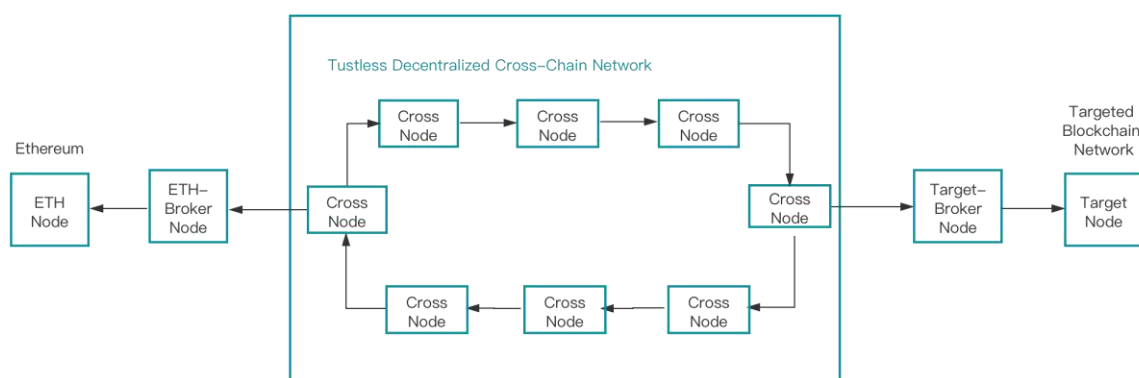 Tustless Decentralized Cross-Chain Network
Cross
Node
Cross
Node
Cross
Node
Targeted
Blockchain
Network
Ethereum
ETH
Node
ETH-
Broker
Node
Cross
Node
Cross
Node
Target-
Broker
Node
Target
Node
Cross
Node
Cross
Node
Cross
Node